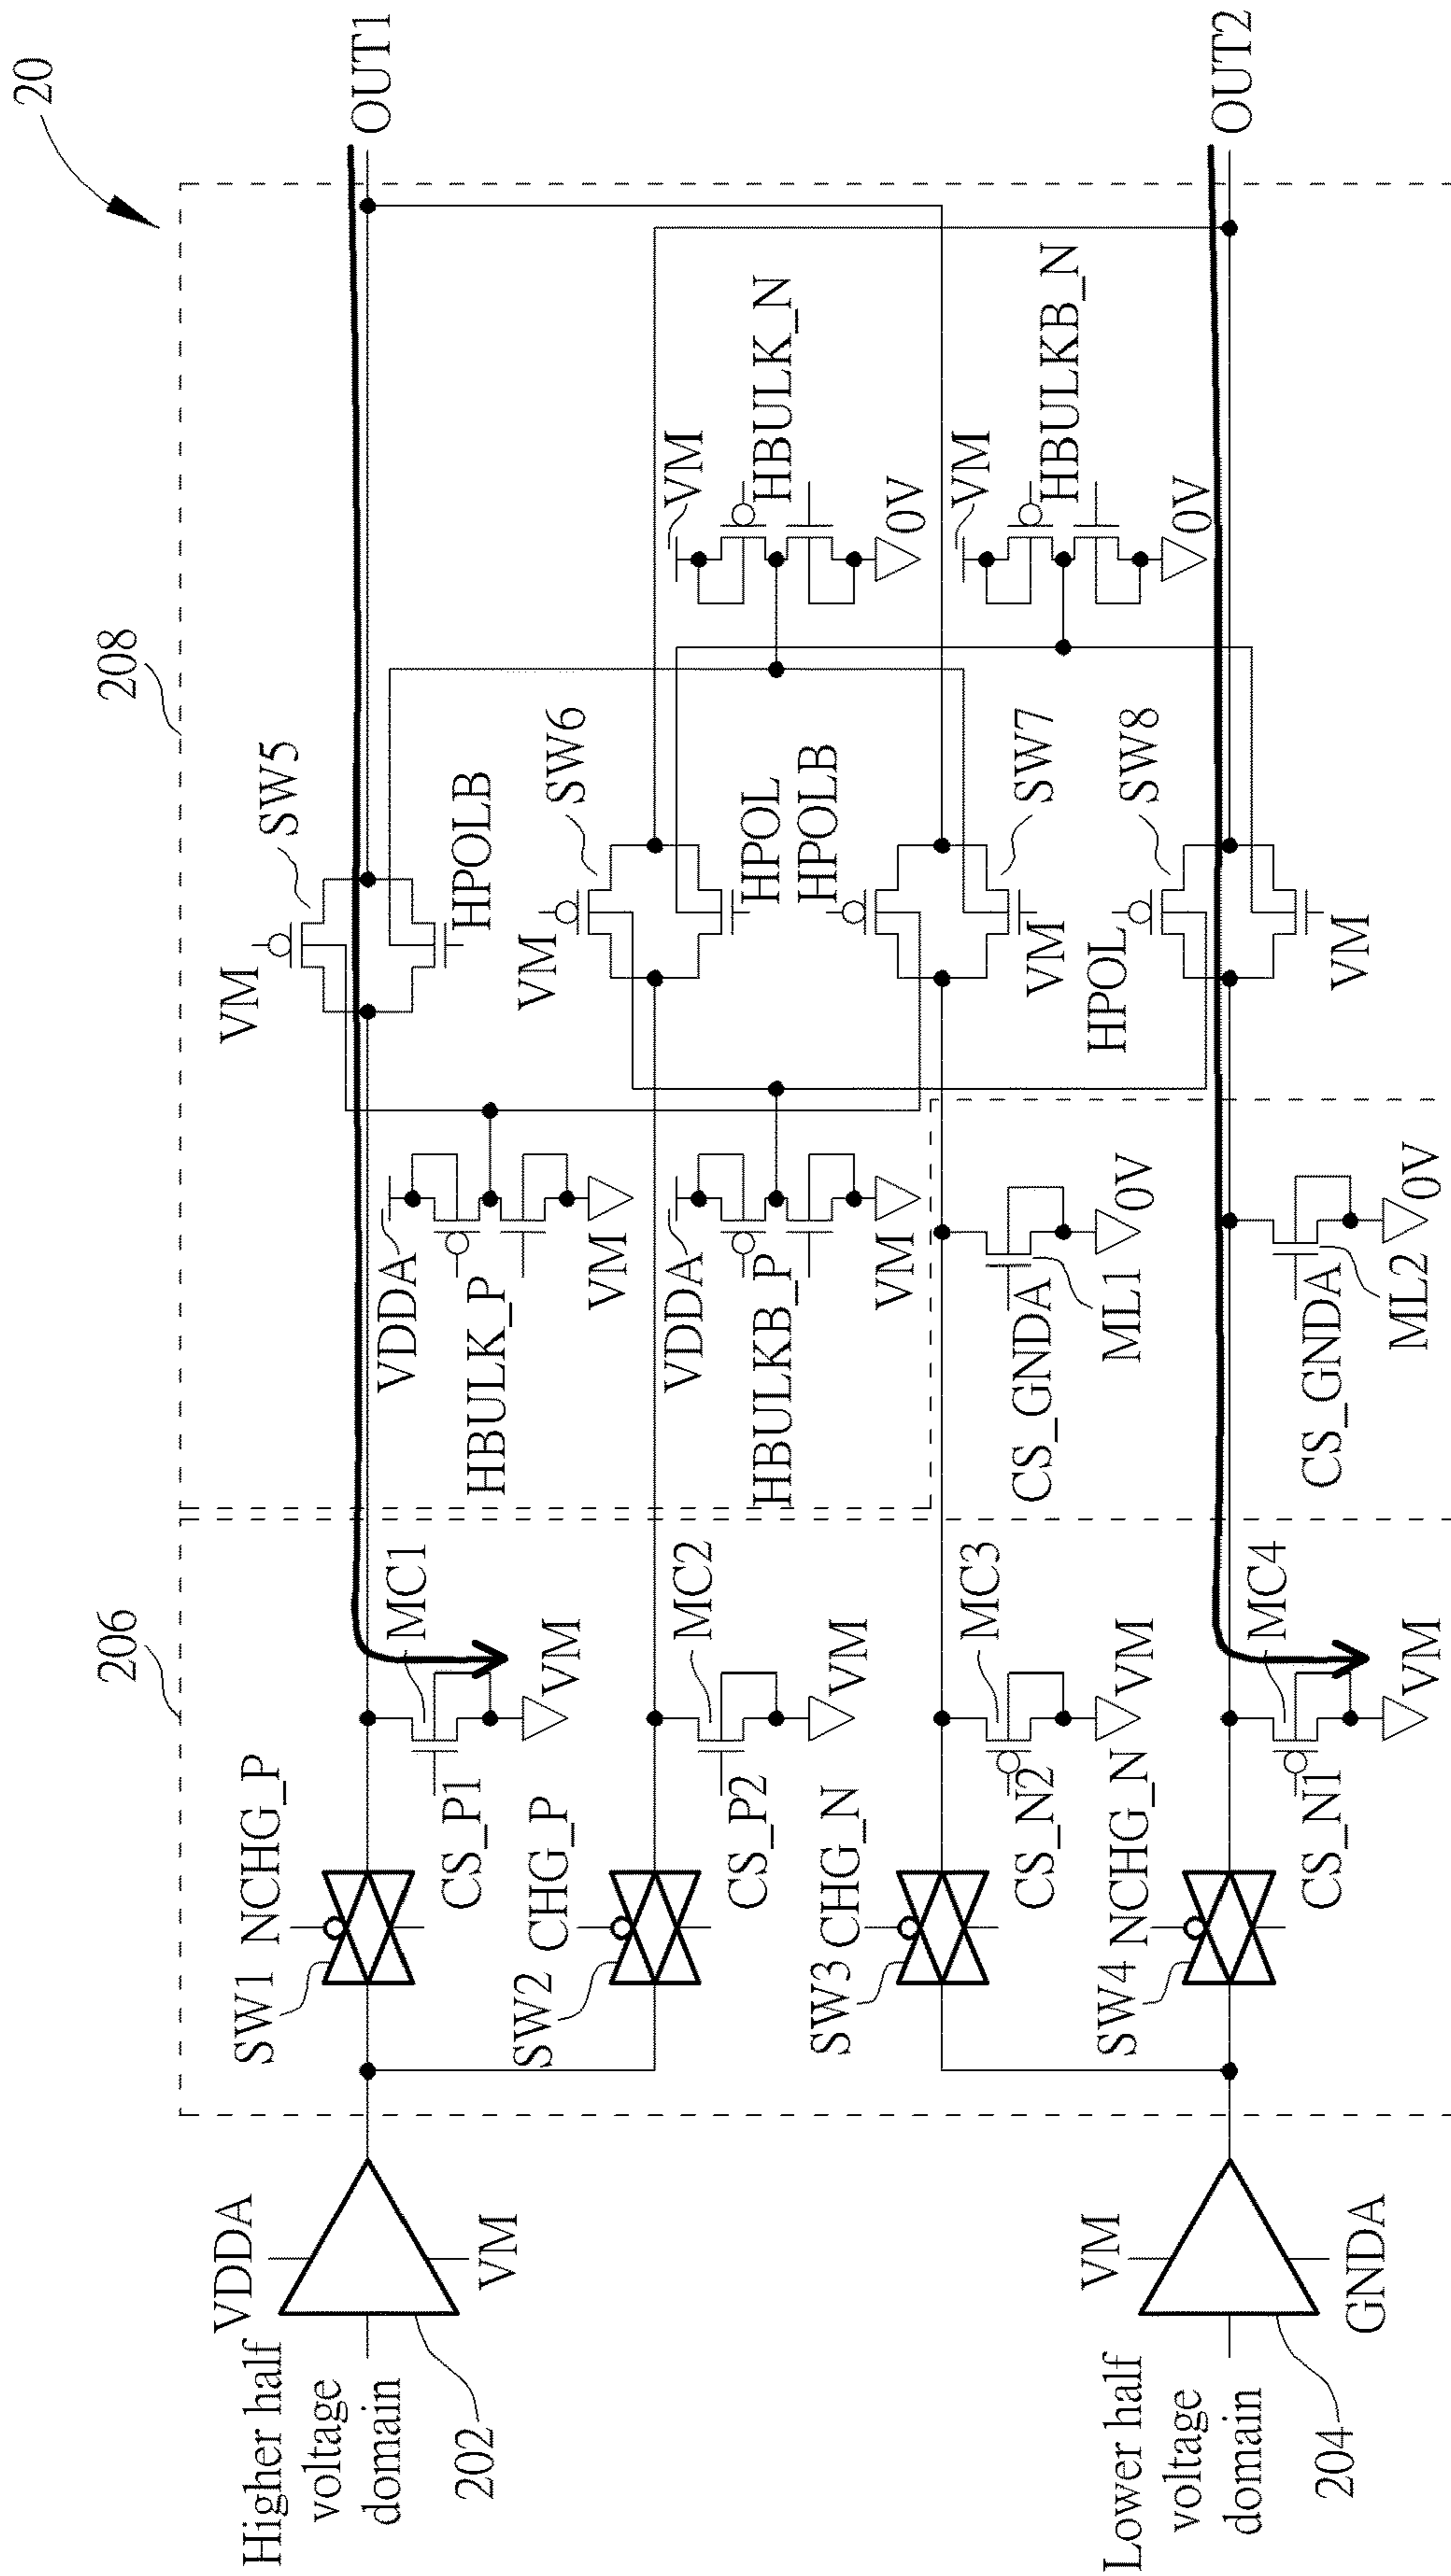 20
208
206
OUT1
OUT2
SW5
VM
HPOLB
SW6
VM
HPOL
HPOLB
SW7
VM
SW8
HPOL
VM
VM
HBULK_N
0V
VM
HBULKB_N
0V
VDDA
HBULK_P
VM
VDDA
HBULKB_P
VM
CS_GNDA
ML1
0V
CS_GNDA
ML2
0V
MC1
CS_P1
VM
MC2
CS_P2
VM
MC3
CS_N2
VM
MC4
CS_N1
VM
SW1
NCHG_P
SW2
CHG_P
SW3
CHG_N
SW4
NCHG_N
VDDA
VM
Higher half
voltage
domain
202
VM
GNDA
Lower half
voltage
domain
204